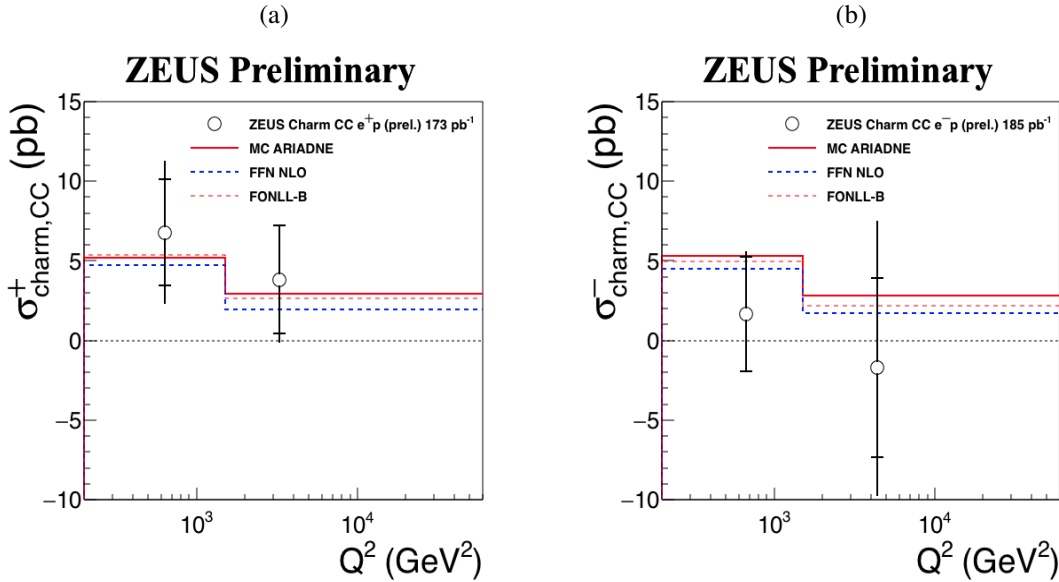 (a)
ZEUS Preliminary
σ⁺charm,CC (pb)
15
10
5
0
−5
−10
ZEUS Charm CC e⁺p (prel.) 173 pb⁻¹
MC ARIADNE
FFN NLO
FONLL-B
10³
10⁴
Q² (GeV²)
(b)
ZEUS Preliminary
σ⁻charm,CC (pb)
15
10
5
0
−5
−10
ZEUS Charm CC e⁻p (prel.) 185 pb⁻¹
MC ARIADNE
FFN NLO
FONLL-B
10³
10⁴
Q² (GeV²)